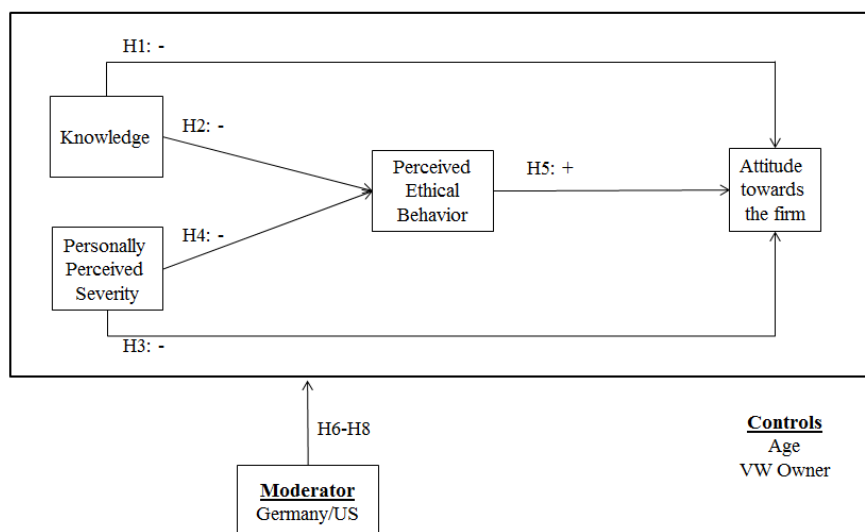 H1: -
Knowledge
H2: -
Perceived
Ethical
Behavior
H5: +
Attitude
towards
the firm
H4: -
Personally
Perceived
Severity
H3: -
H6-H8
Moderator
Germany/US
Controls
Age
VW Owner